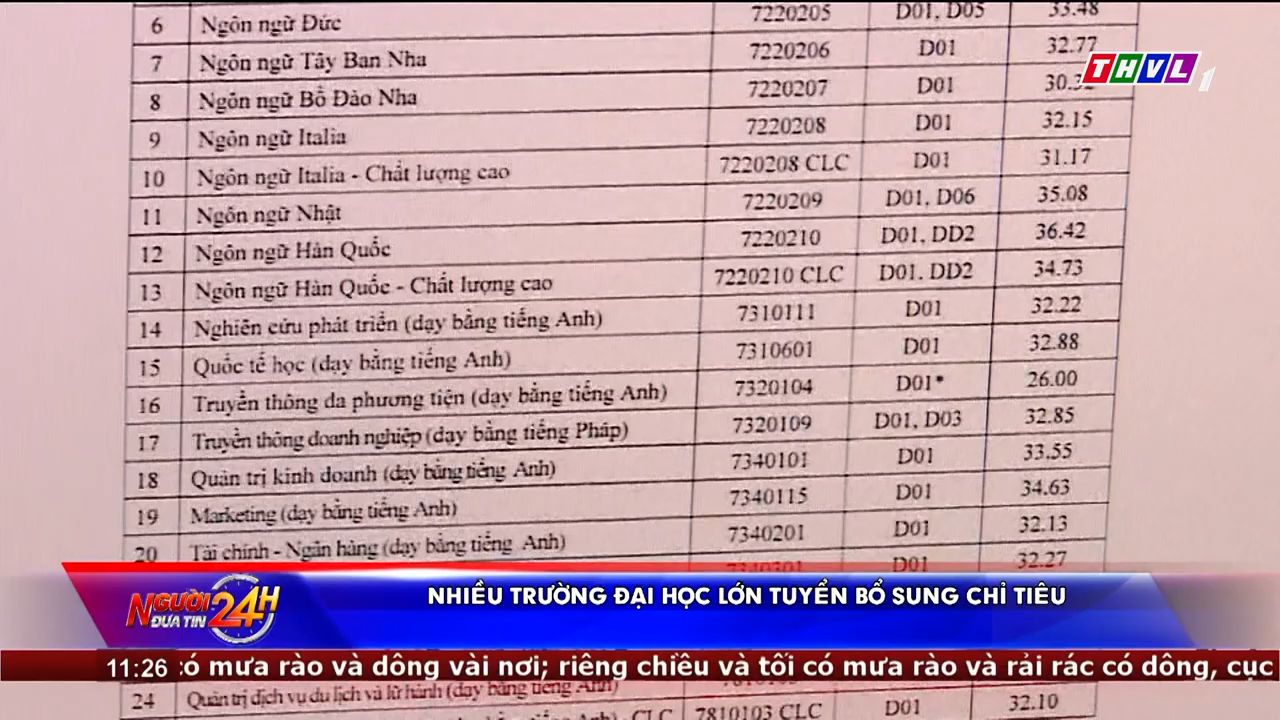 6 Ngôn ngữ Đức 7220205 D01, D05 33.48
7 Ngôn ngữ Tây Ban Nha 7220206 D01 32.77
8 Ngôn ngữ Bồ Đào Nha 7220207 D01
9 Ngôn ngữ Italia 7220208 D01 32.15
10 Ngôn ngữ Italia - Chất lượng cao 7220208 CLC D01 31.17
11 Ngôn ngữ Nhật 7220209 D01, D06 35.08
12 Ngôn ngữ Hàn Quốc 7220210 D01, DD2 36.42
13 Ngôn ngữ Hàn Quốc - Chất lượng cao 7220210 CLC D01, DD2 34.73
14 Nghiên cứu phát triển (dạy bằng tiếng Anh) 7310111 D01 32.22
15 Quốc tế học (dạy bằng tiếng Anh) 7310601 D01 32.88
16 Truyền thông đa phương tiện (dạy bằng tiếng Anh) 7320104 D01* 26.00
17 Truyền thông doanh nghiệp (dạy bằng tiếng Pháp) 7320109 D01, D03 32.85
18 Quản trị kinh doanh (dạy bằng tiếng Anh) 7340101 D01 33.55
19 Marketing (dạy bằng tiếng Anh) 7340115 D01 34.63
20 Tài chính - Ngân hàng (dạy bằng tiếng Anh) 7340201 D01 32.13
D01 32.27
THVL 1
NGƯỜI ĐƯA TIN 24H
NHIỀU TRƯỜNG ĐẠI HỌC LỚN TUYỂN BỔ SUNG CHỈ TIÊU
11:26 có mưa rào và dông vài nơi; riêng chiều và tối có mưa rào và rải rác có dông, cục
24 Quản trị dịch vụ du lịch và lữ hành (dạy bằng tiếng Anh) D01 32.10
CLC 7810103 CLC